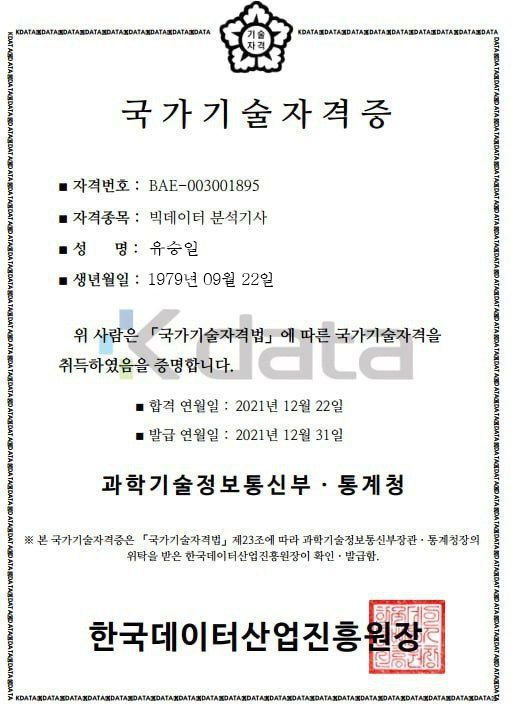 KDATA KDATA KDATA KDATA KDATA KDATA KDATA KDATA KDATA
기술
자격
국가기술자격증
■ 자격번호 : BAE-003001895
■ 자격종목 : 빅데이터 분석기사
■ 성 명 : 유승일
■ 생년월일 : 1979년 09월 22일
Kdata
위 사람은 「국가기술자격법」에 따른 국가기술자격을
취득하였음을 증명합니다.
■ 합격 연월일 : 2021년 12월 22일
■ 발급 연월일 : 2021년 12월 31일
과학기술정보통신부 · 통계청
※ 본 국가기술자격증은 「국가기술자격법」 제23조에 따라 과학기술정보통신부장관 · 통계청장의
위탁을 받은 한국데이터산업진흥원장이 확인 · 발급함.
한국데이터산업진흥원장